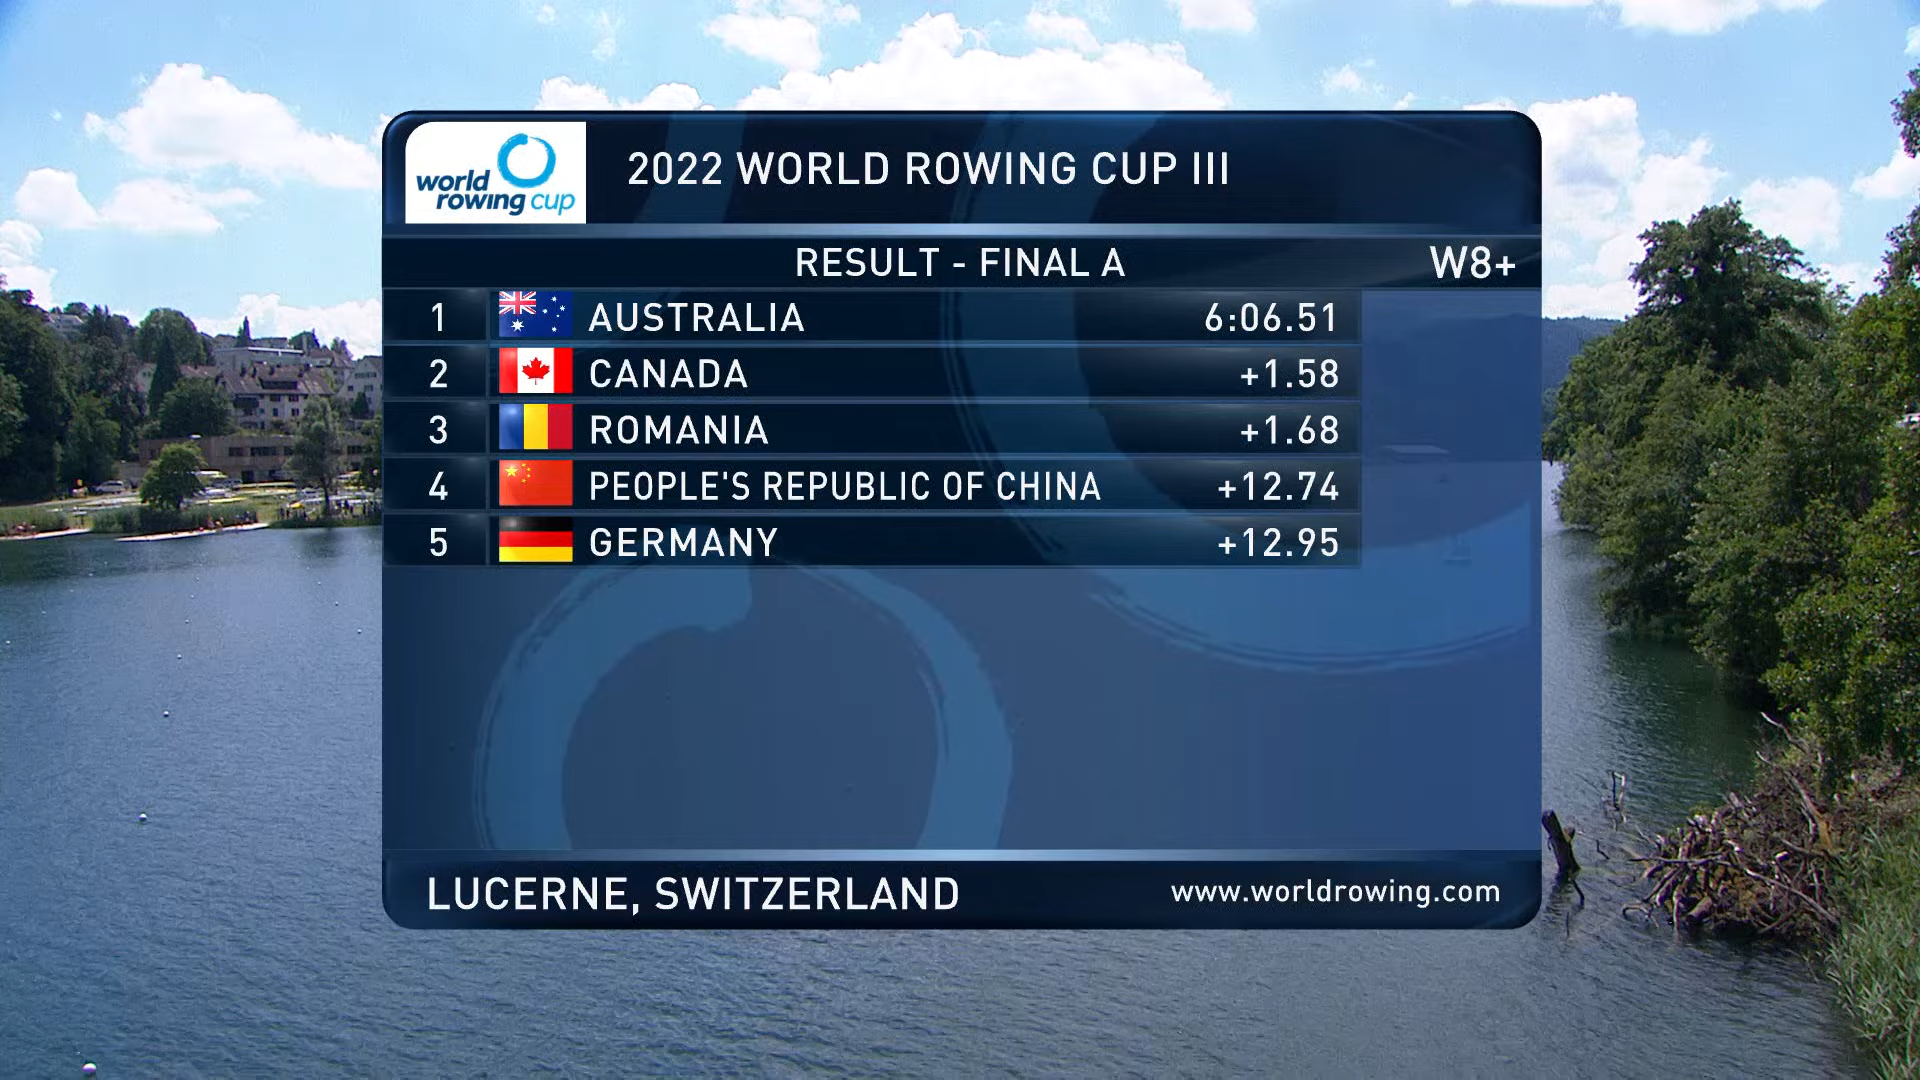 world
rowing cup
2022 WORLD ROWING CUP III
RESULT - FINAL A W8+
1 AUSTRALIA 6:06.51
2 CANADA +1.58
3 ROMANIA +1.68
4 PEOPLE'S REPUBLIC OF CHINA +12.74
5 GERMANY +12.95
LUCERNE, SWITZERLAND www.worldrowing.com